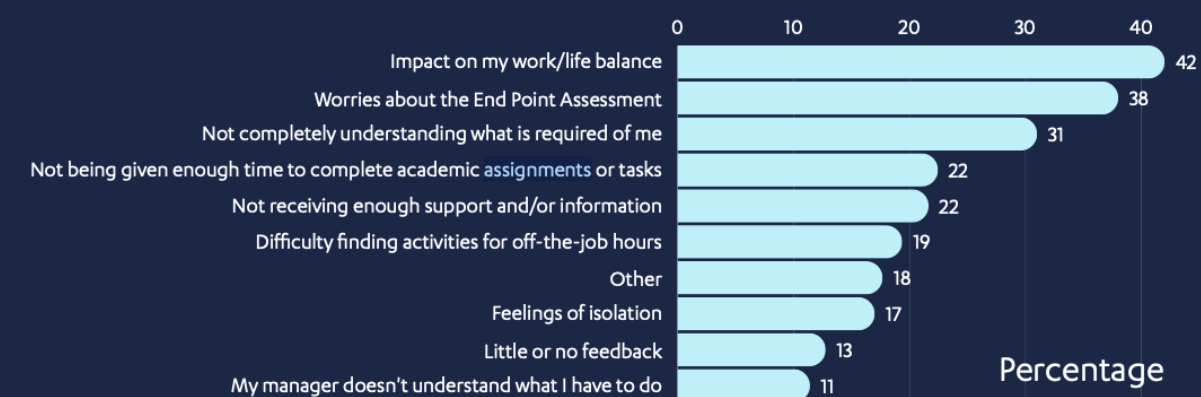 0 10 20 30 40
Impact on my work/life balance 42
Worries about the End Point Assessment 38
Not completely understanding what is required of me 31
Not being given enough time to complete academic assignments or tasks 22
Not receiving enough support and/or information 22
Difficulty finding activities for off-the-job hours 19
Other 18
Feelings of isolation 17
Little or no feedback 13
Percentage
My manager doesn't understand what I have to do 11